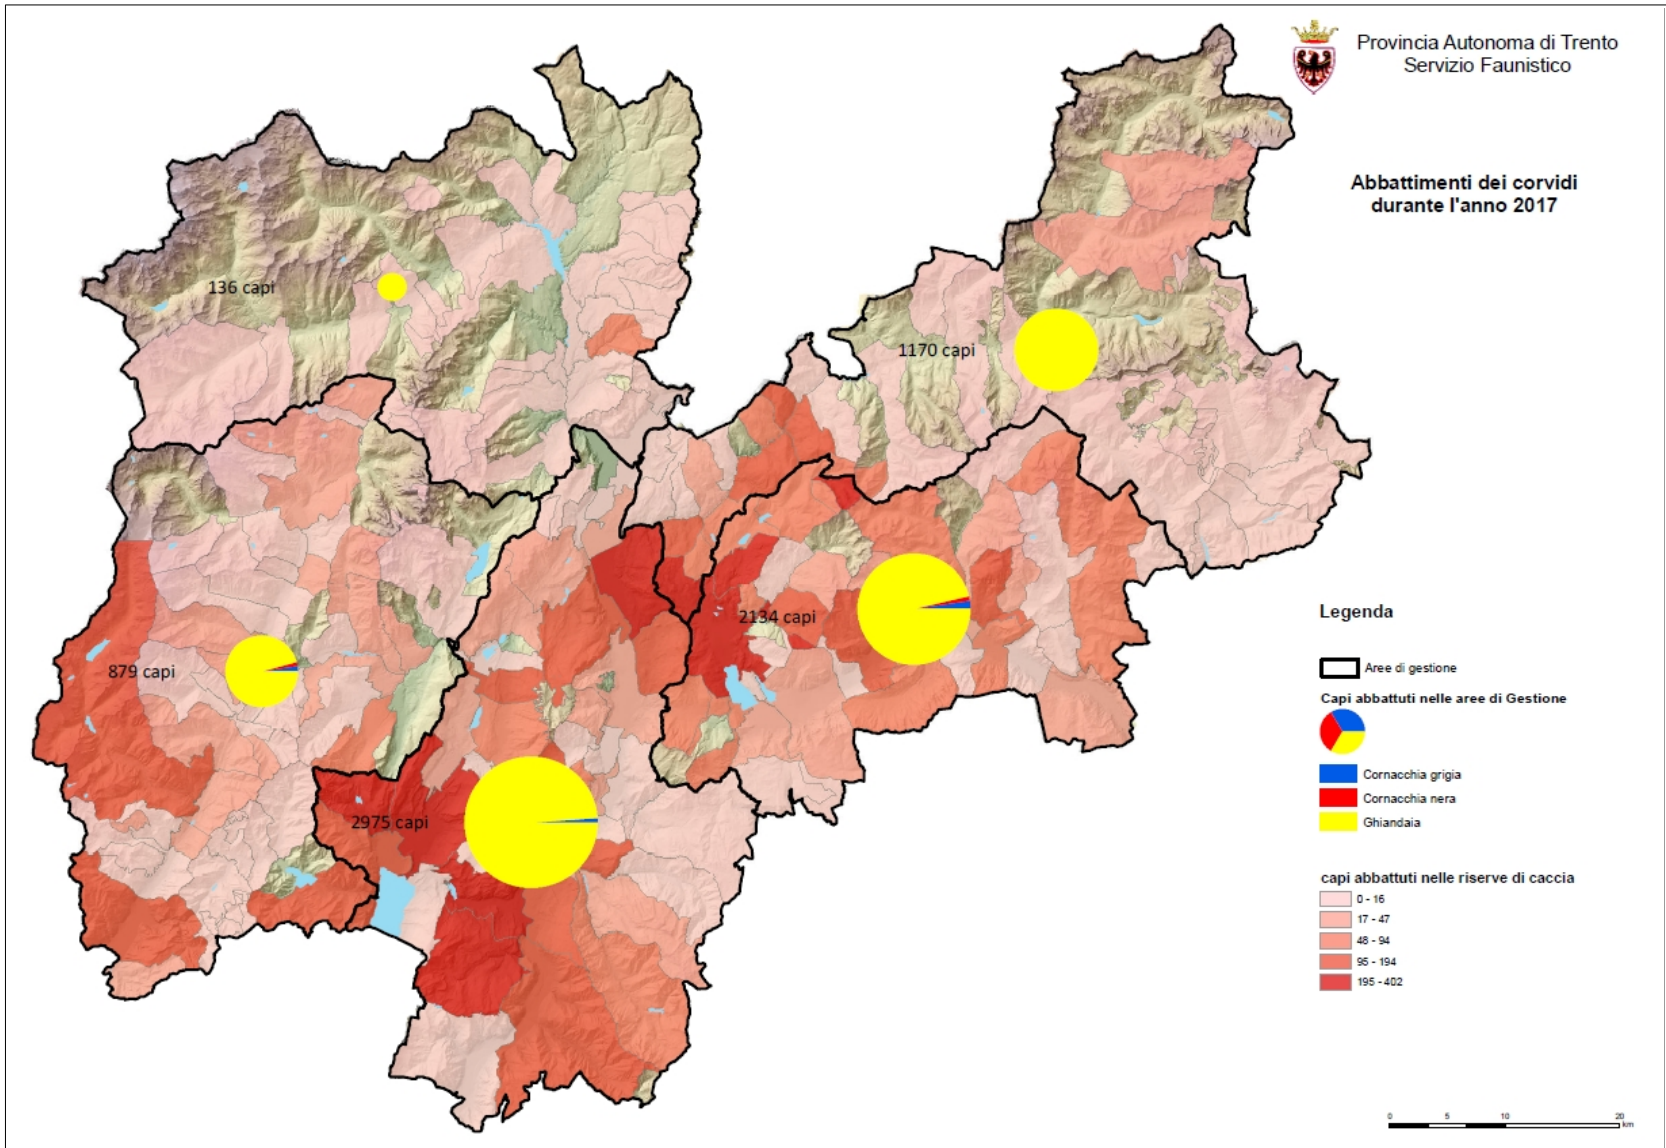 Provincia Autonoma di Trento
Servizio Faunistico
Abbattimenti dei corvidi
durante l'anno 2017
136 capi
1170 capi
2134 capi
879 capi
2975 capi
Legenda
Aree di gestione
Capi abbattuti nelle aree di Gestione
Cornacchia grigia
Cornacchia nera
Ghiandaia
capi abbattuti nelle riserve di caccia
0 - 16
17 - 47
48 - 94
95 - 194
195 - 402
0 5 10 20
km